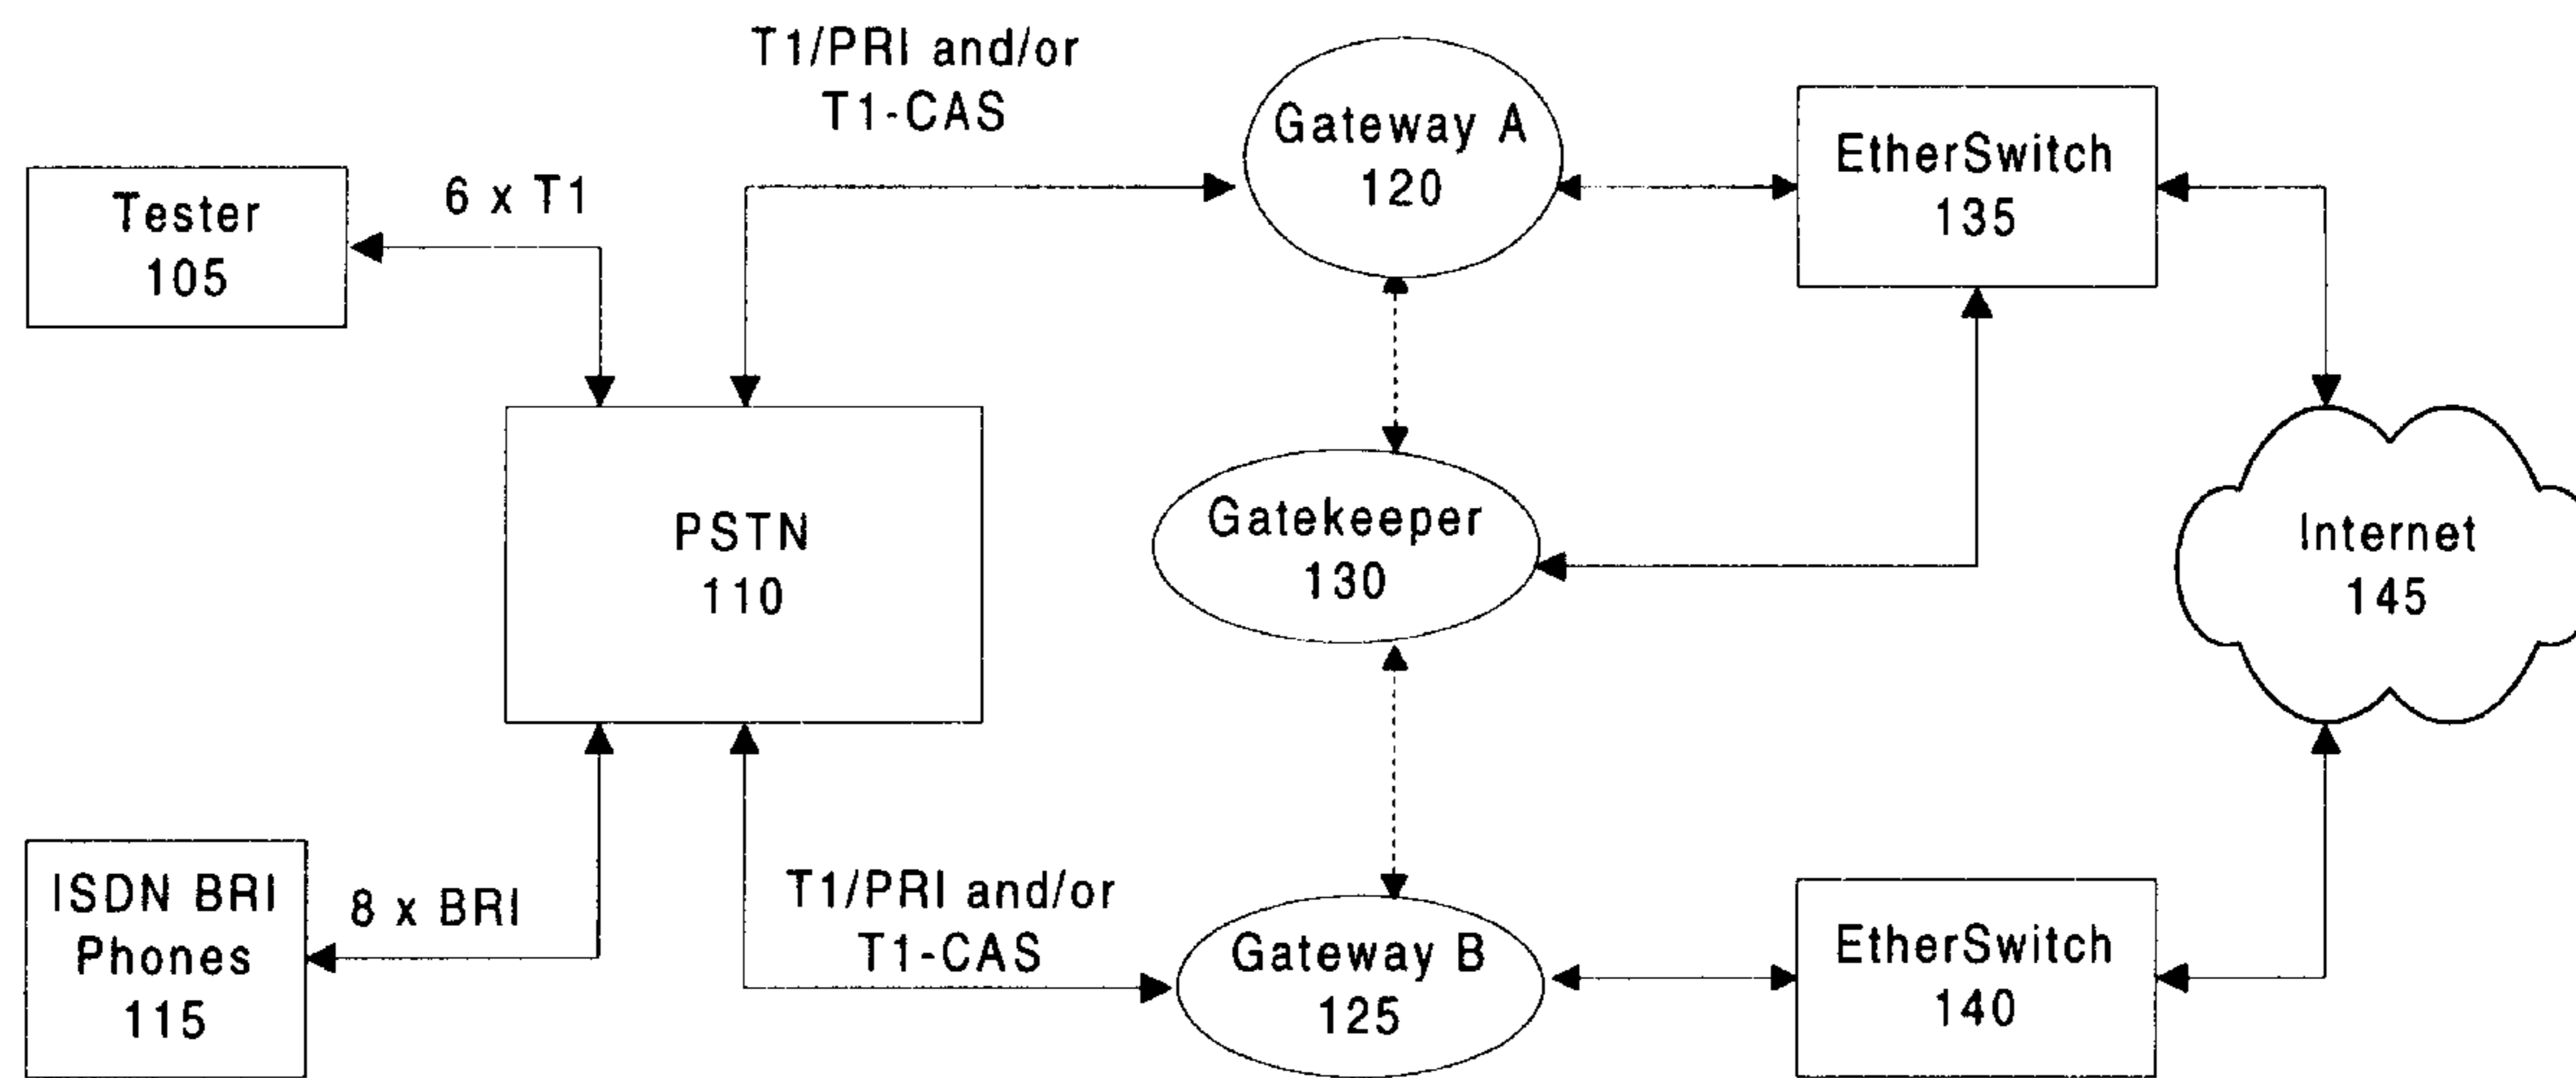 T1/PRI and/or
T1-CAS
Gateway A
120
EtherSwitch
135
Tester
105
6 x T1
PSTN
110
Gatekeeper
130
Internet
145
ISDN BRI
Phones
115
8 x BRI
T1/PRI and/or
T1-CAS
Gateway B
125
EtherSwitch
140